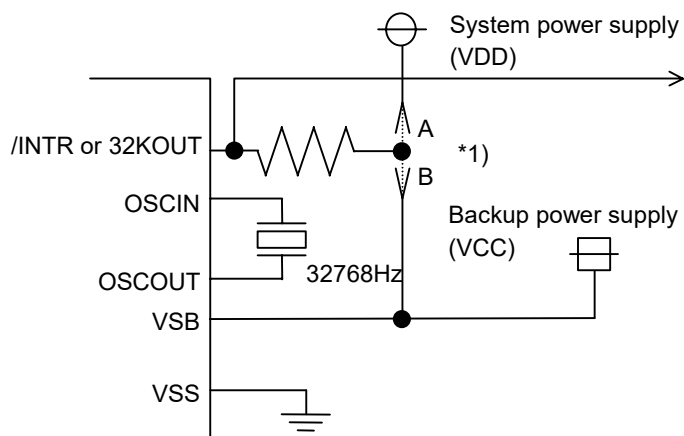 System power supply
(VDD)
A
/INTR or 32KOUT
*1)
B
OSCIN
Backup power supply
(VCC)
OSCOUT
32768Hz
VSB
VSS